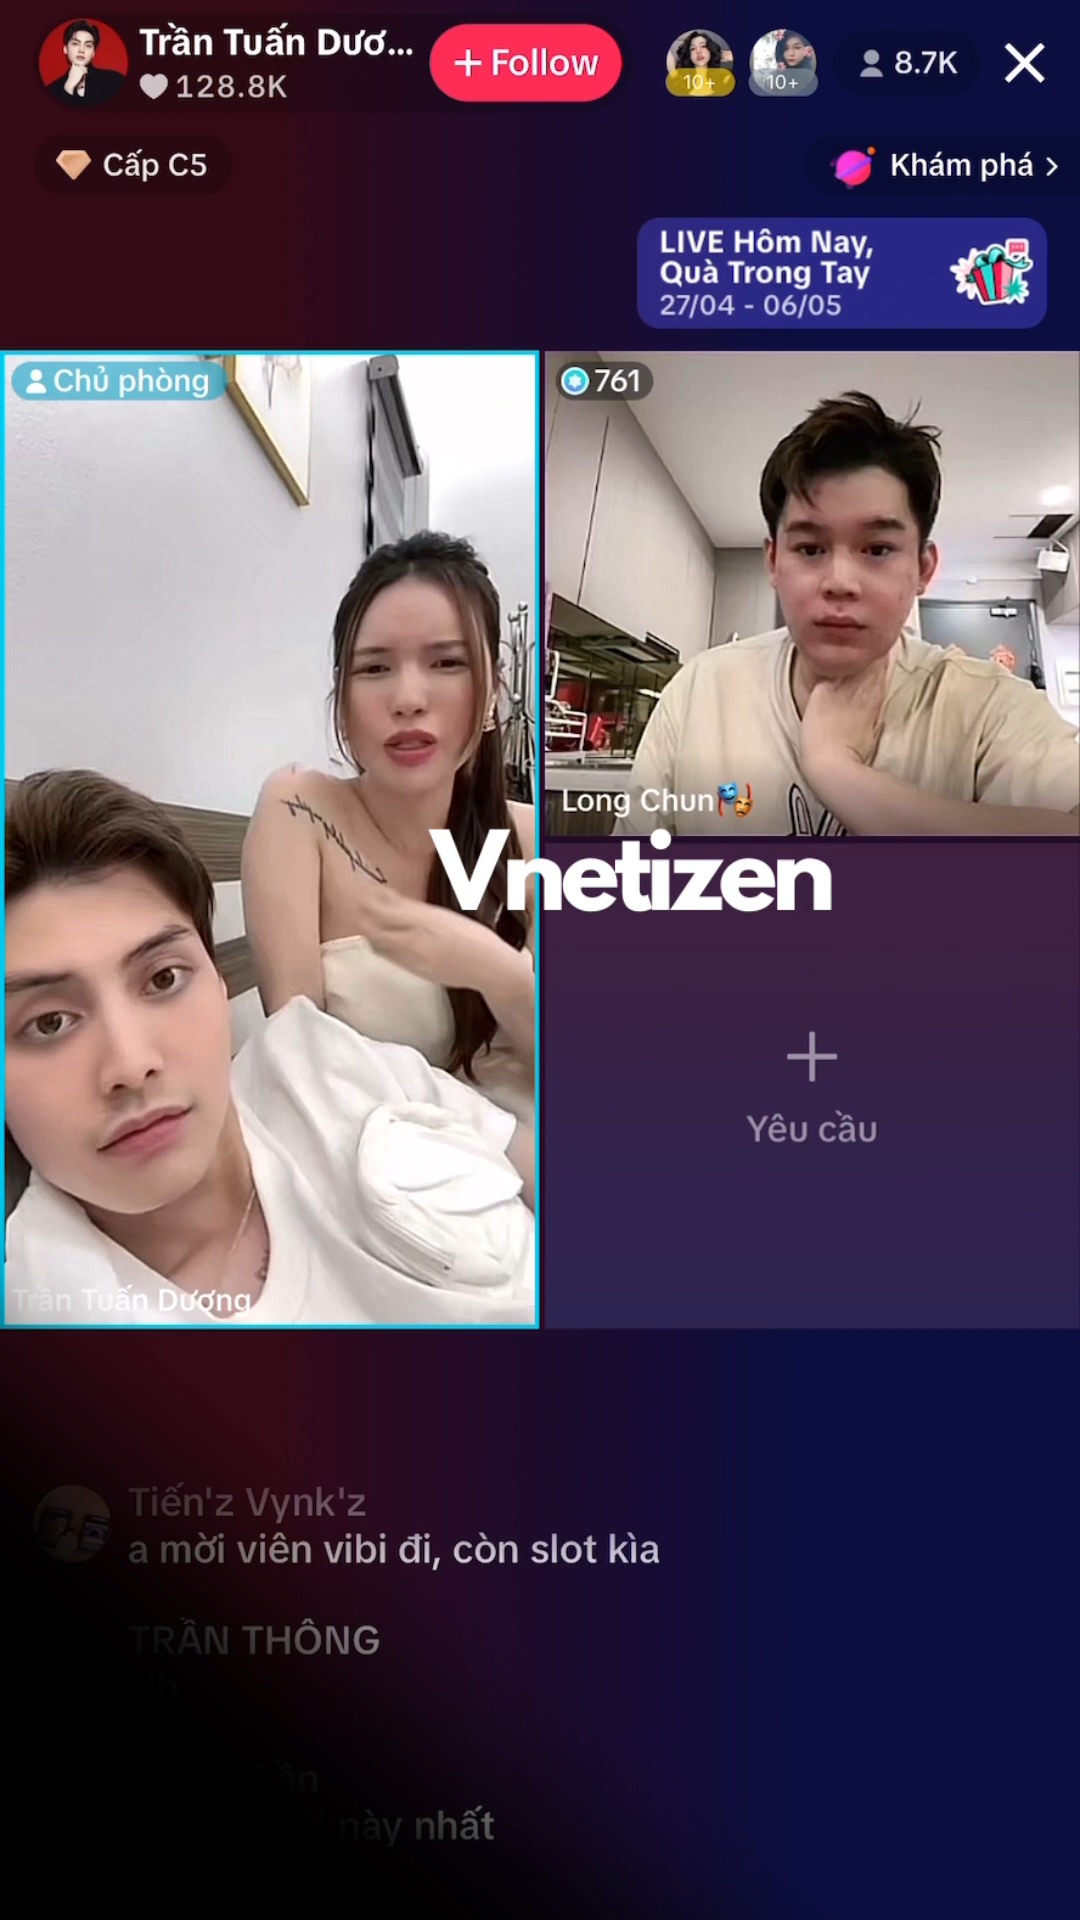 Trần Tuấn Dươ...
128.8K
+ Follow
10+
10+
8.7K
Cấp C5
Khám phá >
LIVE Hôm Nay,
Quà Trong Tay
27/04 - 06/05
Chủ phòng
761
Long Chun
Vnetizen
Yêu cầu
Trần Tuấn Dương
Tiến'z Vynk'z
a mời viên vibi đi, còn slot kìa
TRẦN THÔNG
này nhất